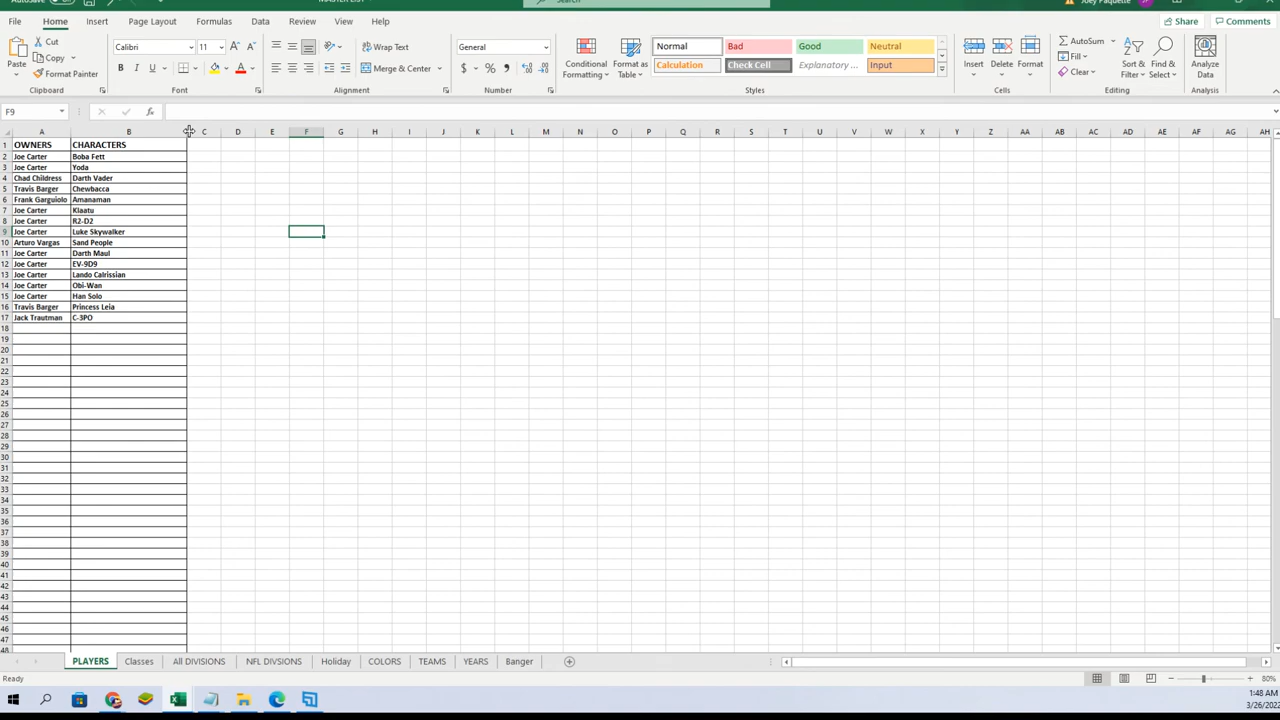 AutoSave
MASTER LIST
Search
Joey Paquette
File Home Insert Page Layout Formulas Data Review View Help Share Comments
Paste Cut Copy Format Painter Clipboard
Calibri 11 B I U Font
Wrap Text Merge & Center Alignment
General $ % Number
Conditional Formatting Format as Table
Normal Bad Good Neutral
Calculation Check Cell Explanatory ... Input
Styles
Insert Delete Format Cells
AutoSum Clear Sort & Filter Find & Select Editing
Analyze Data Analysis
F9 fx
A B C D E F G H I J K L M N O P Q R S T U V W X Y Z AA AB AC AD AE AF AG AH
1 OWNERS CHARACTERS
2 Joe Carter Boba Fett
3 Joe Carter Yoda
4 Chad Childress Darth Vader
5 Travis Barger Chewbacca
6 Frank Garguiolo Amanaman
7 Joe Carter Klaatu
8 Joe Carter R2-D2
9 Joe Carter Luke Skywalker
10 Arturo Vargas Sand People
11 Joe Carter Darth Maul
12 Joe Carter EV-9D9
13 Joe Carter Lando Calrissian
14 Joe Carter Obi-Wan
15 Joe Carter Han Solo
16 Travis Barger Princess Leia
17 Jack Trautman C-3PO
18
19
20
21
22
23
24
25
26
27
28
29
30
31
32
33
34
35
36
37
38
39
40
41
42
43
44
45
46
47
PLAYERS Classes All DIVISIONS NFL DIVSIONS Holiday COLORS TEAMS YEARS Banger
Ready 80%
1:48 AM